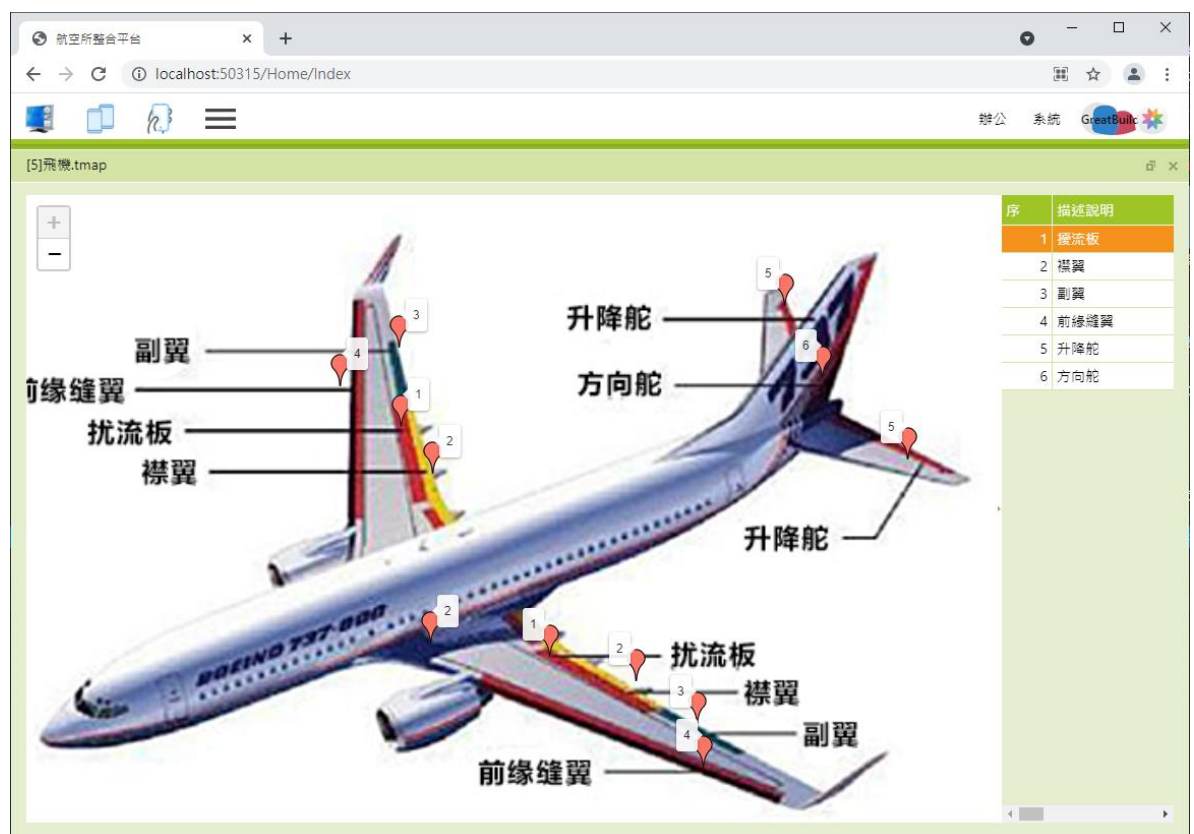 航空所整合平台
localhost:50315/Home/Index
辦公 系統 GreatBuilc
[5]飛機.tmap
+
−
副翼
前缘缝翼
扰流板
襟翼
升降舵
方向舵
升降舵
扰流板
襟翼
副翼
前缘缝翼
BOEING 737-800
3
4
1
2
5
6
5
2
1
2
3
4
序 描述說明
1 擾流板
2 襟翼
3 副翼
4 前緣縫翼
5 升降舵
6 方向舵